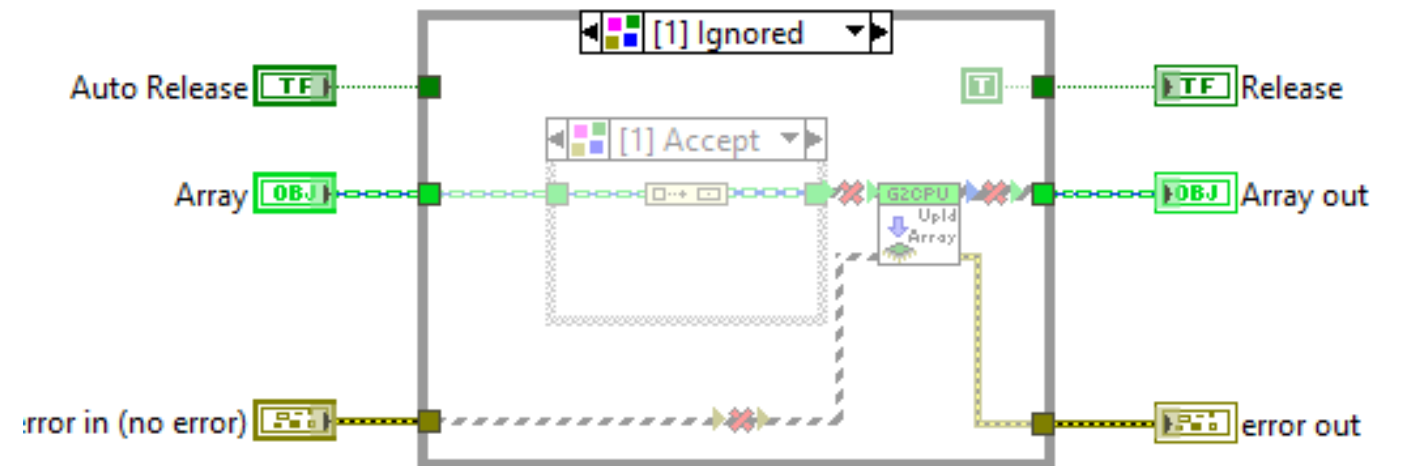 [1] Ignored
Auto Release TF T TF Release
[1] Accept
Array OBJ G2CPU OBJ Array out
Upld
Array
rror in (no error) error out